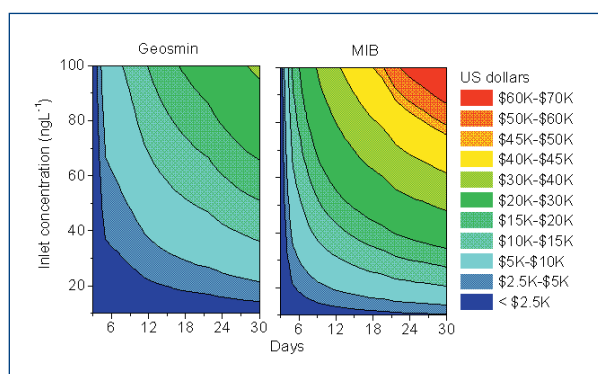 Geosmin
MIB
Inlet concentration (ngL⁻¹)
100
80
60
40
20
6
12
18
24
30
6
12
18
24
30
Days
US dollars
$60K–$70K
$50K–$60K
$45K–$50K
$40K–$45K
$30K–$40K
$20K–$30K
$15K–$20K
$10K–$15K
$5K–$10K
$2.5K–$5K
< $2.5K